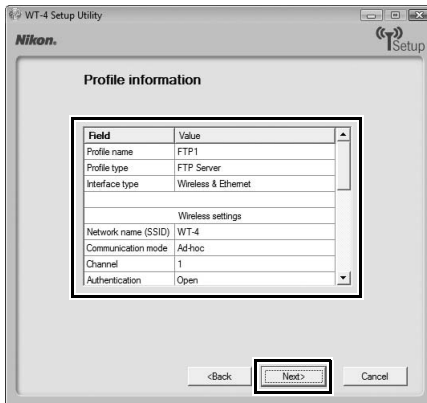 WT-4 Setup Utility
Nikon.
Setup
Profile information
Field Value
Profile name FTP1
Profile type FTP Server
Interface type Wireless & Ethernet
Wireless settings
Network name (SSID) WT-4
Communication mode Ad-hoc
Channel 1
Authentication Open
<Back Next> Cancel